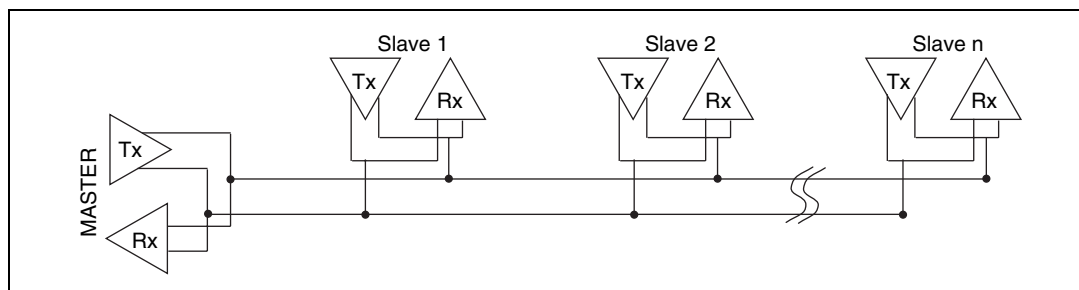 Slave 1
Slave 2
Slave n
Tx
Rx
Tx
Rx
Tx
Rx
MASTER
Tx
Rx